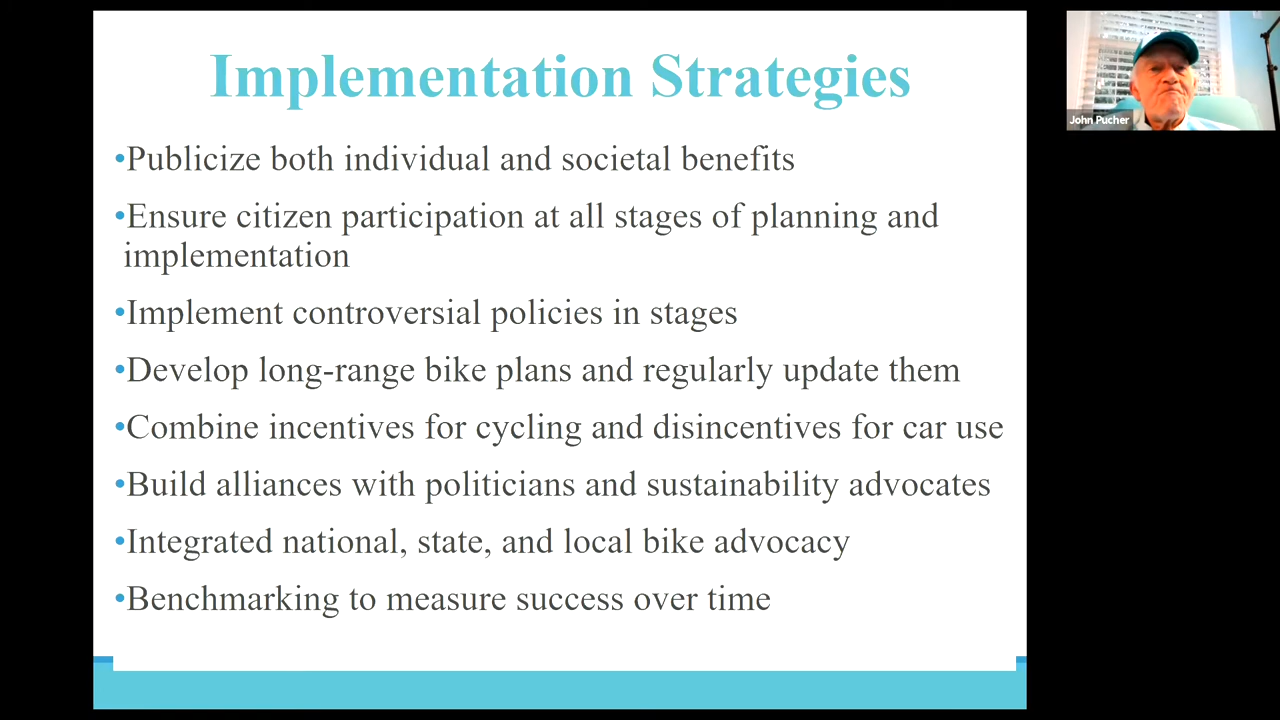 Implementation Strategies
•Publicize both individual and societal benefits
•Ensure citizen participation at all stages of planning and
implementation
•Implement controversial policies in stages
•Develop long-range bike plans and regularly update them
•Combine incentives for cycling and disincentives for car use
•Build alliances with politicians and sustainability advocates
•Integrated national, state, and local bike advocacy
•Benchmarking to measure success over time
John Pucher